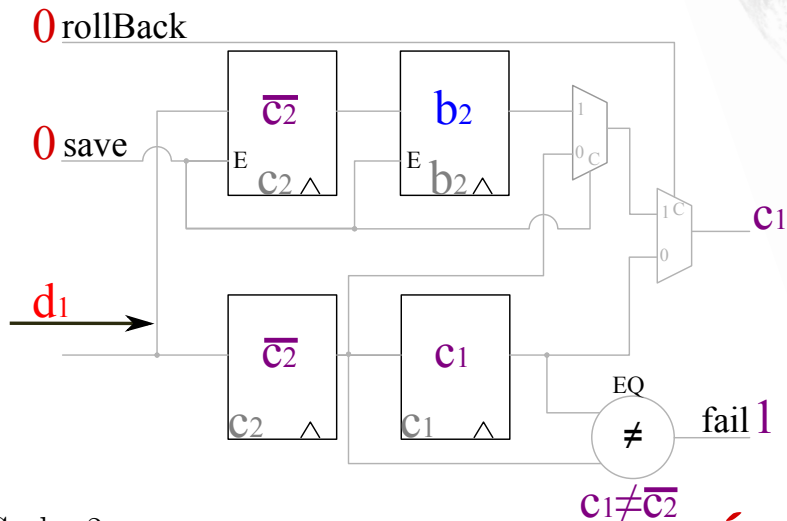 0 rollBack
c̅2̅
b2
1
0 save
E
E
0
C
c2
b2
1
C
c1
0
d1
c̅2̅
c1
EQ
c2
c1
≠
fail 1
c1≠c̅2̅